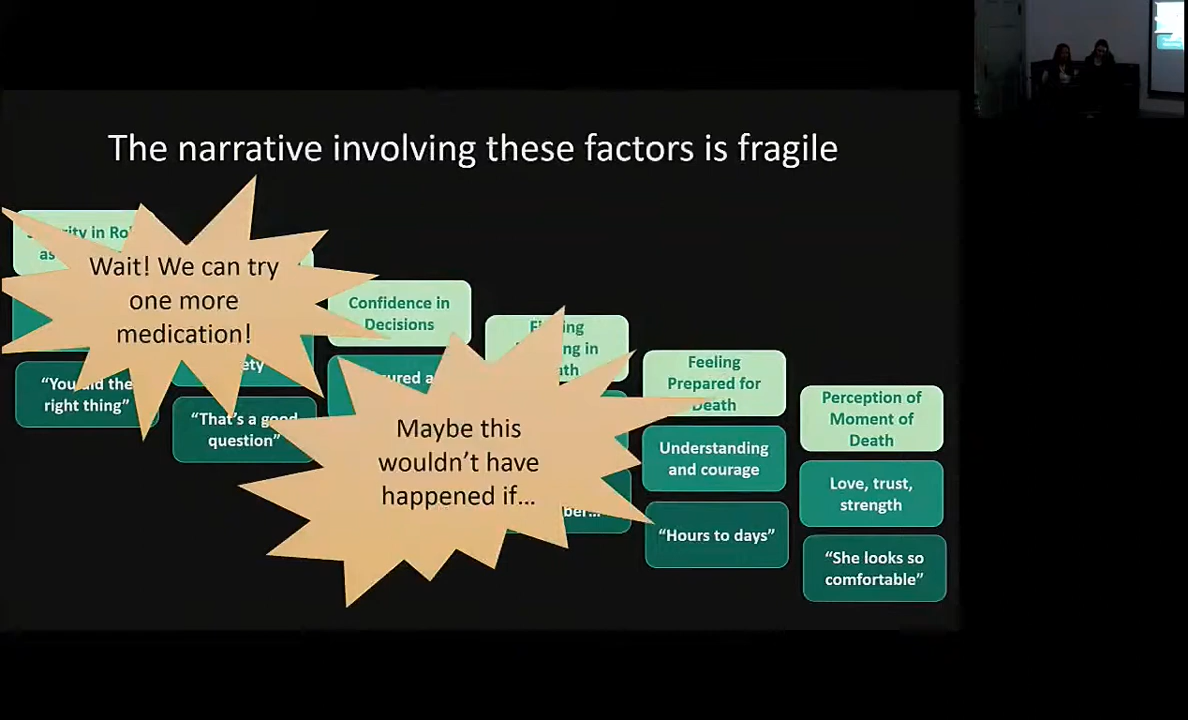 The narrative involving these factors is fragile
as
Wait! We can try
one more
medication!
"You did the
right thing"
"That's a good
question"
Confidence in
Decisions
in
Maybe this
wouldn't have
happened if...
Feeling
Prepared for
Death
Understanding
and courage
"Hours to days"
Perception of
Moment of
Death
Love, trust,
strength
"She looks so
comfortable"